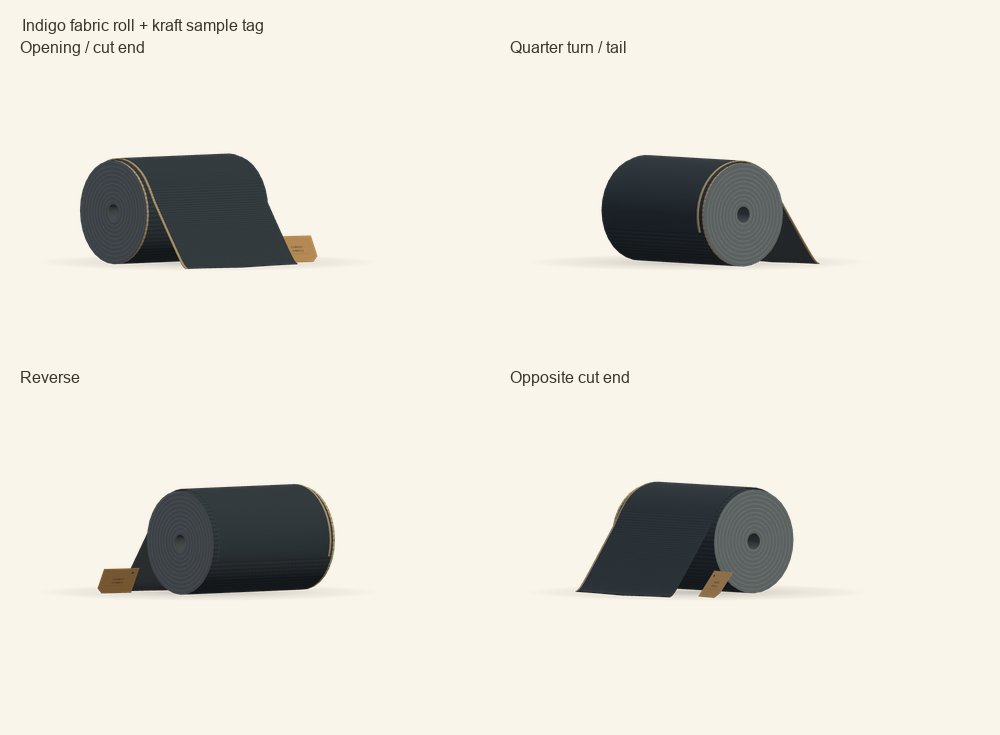 Indigo fabric roll + kraft sample tag
Opening / cut end
Quarter turn / tail
Reverse
Opposite cut end